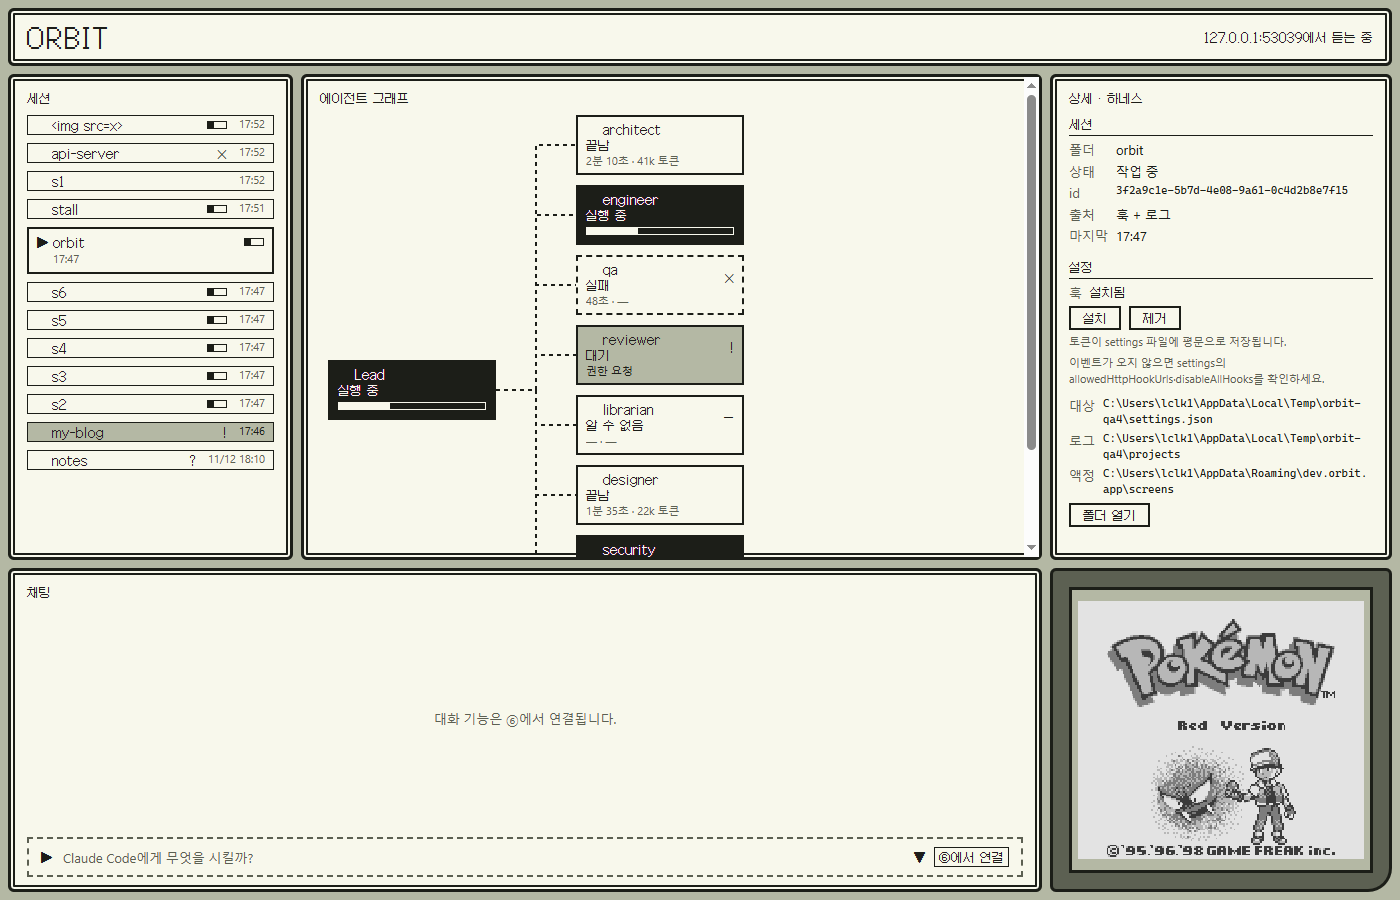 ORBIT
127.0.0.1:53039에서 듣는 중
세션
<img src=x> 17:52
api-server × 17:52
s1 17:52
stall 17:51
▶ orbit
17:47
s6 17:47
s5 17:47
s4 17:47
s3 17:47
s2 17:47
my-blog ! 17:46
notes ? 11/12 18:10
에이전트 그래프
Lead
실행 중
architect
끝남
2분 10초 · 41k 토큰
engineer
실행 중
qa ×
실패
48초 · —
reviewer !
대기
권한 요청
librarian —
알 수 없음
— · —
designer
끝남
1분 35초 · 22k 토큰
security
상세 · 하네스
세션
폴더 orbit
상태 작업 중
id 3f2a9c1e-5b7d-4e08-9a61-0c4d2b8e7f15
출처 훅 + 로그
마지막 17:47
설정
훅 설치됨
설치 제거
토큰이 settings 파일에 평문으로 저장됩니다.
이벤트가 오지 않으면 settings의
allowedHttpHookUrls·disableAllHooks를 확인하세요.
대상 C:\Users\lclk1\AppData\Local\Temp\orbit-
qa4\settings.json
로그 C:\Users\lclk1\AppData\Local\Temp\orbit-
qa4\projects
액정 C:\Users\lclk1\AppData\Roaming\dev.orbit.
app\screens
폴더 열기
채팅
대화 기능은 ⑥에서 연결됩니다.
▶ Claude Code에게 무엇을 시킬까?
▼ ⑥에서 연결
POKéMON TM
Red Version
©'95.'96.'98 GAME FREAK inc.